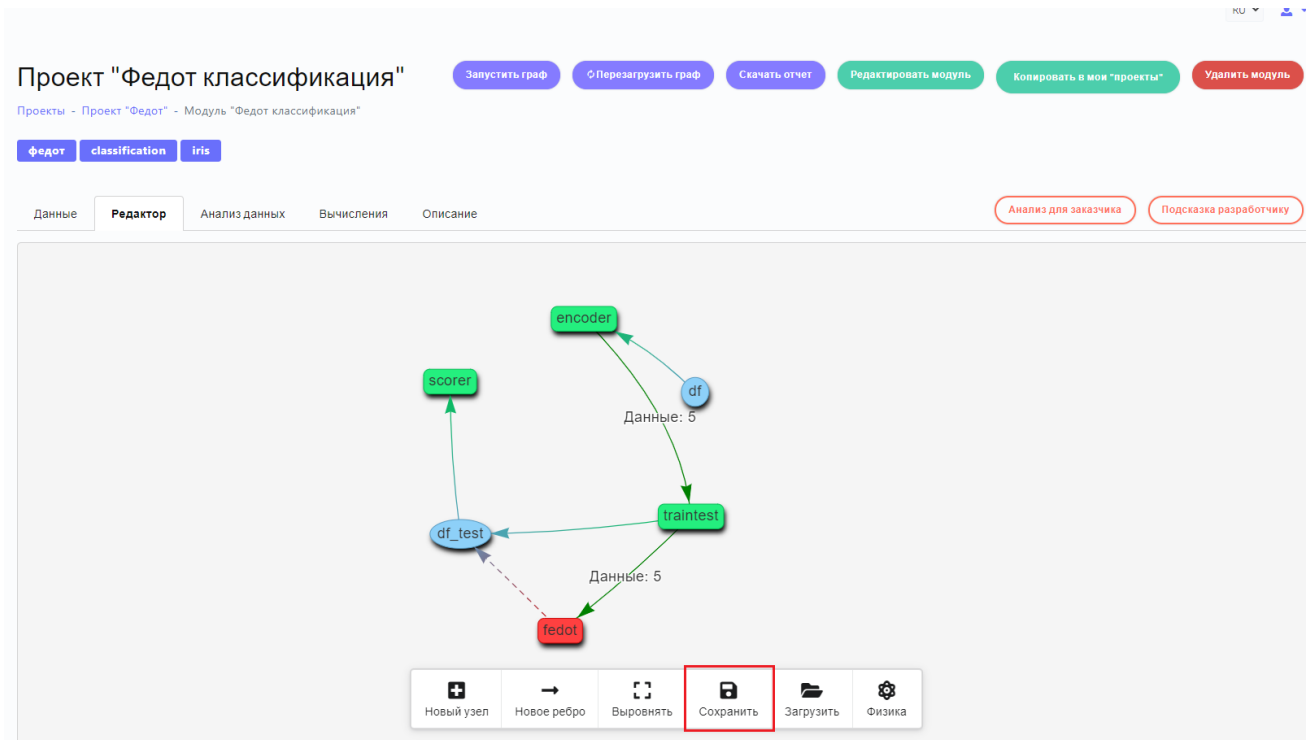 RU
Проект "Федот классификация"
Запустить граф
Перезагрузить граф
Скачать отчет
Редактировать модуль
Копировать в мои "проекты"
Удалить модуль
Проекты - Проект "Федот" - Модуль "Федот классификация"
федот classification iris
Данные Редактор Анализ данных Вычисления Описание
Анализ для заказчика
Подсказка разработчику
encoder
scorer
df
Данные: 5
traintest
df_test
Данные: 5
fedot
Новый узел Новое ребро Выровнять Сохранить Загрузить Физика